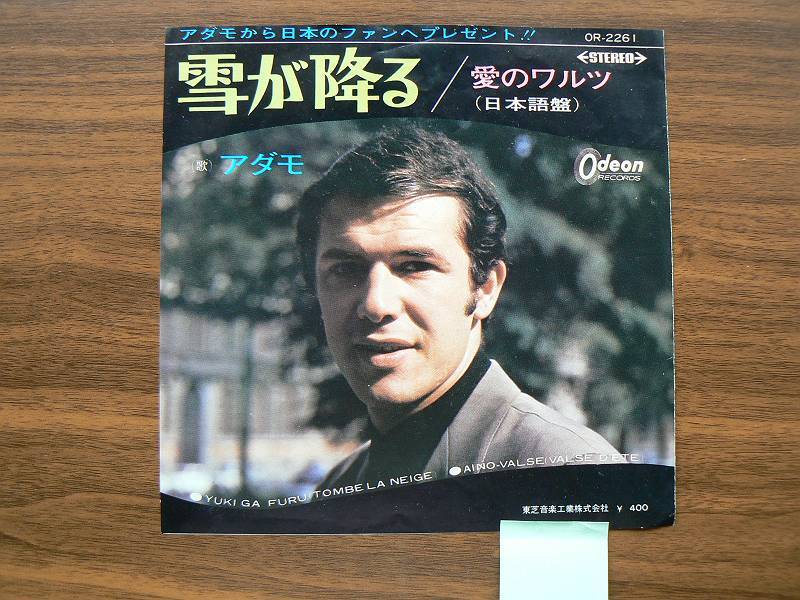 アダモから日本のファンへプレゼント!!
OR-2261
STEREO
雪が降る/愛のワルツ
(日本語盤)
(歌) アダモ
Odeon
RECORDS
●YUKI GA FURU(TOMBE LA NEIGE)
●AI NO-VALSE(VALSE D'ETE)
東芝音楽工業株式会社 ¥ 400